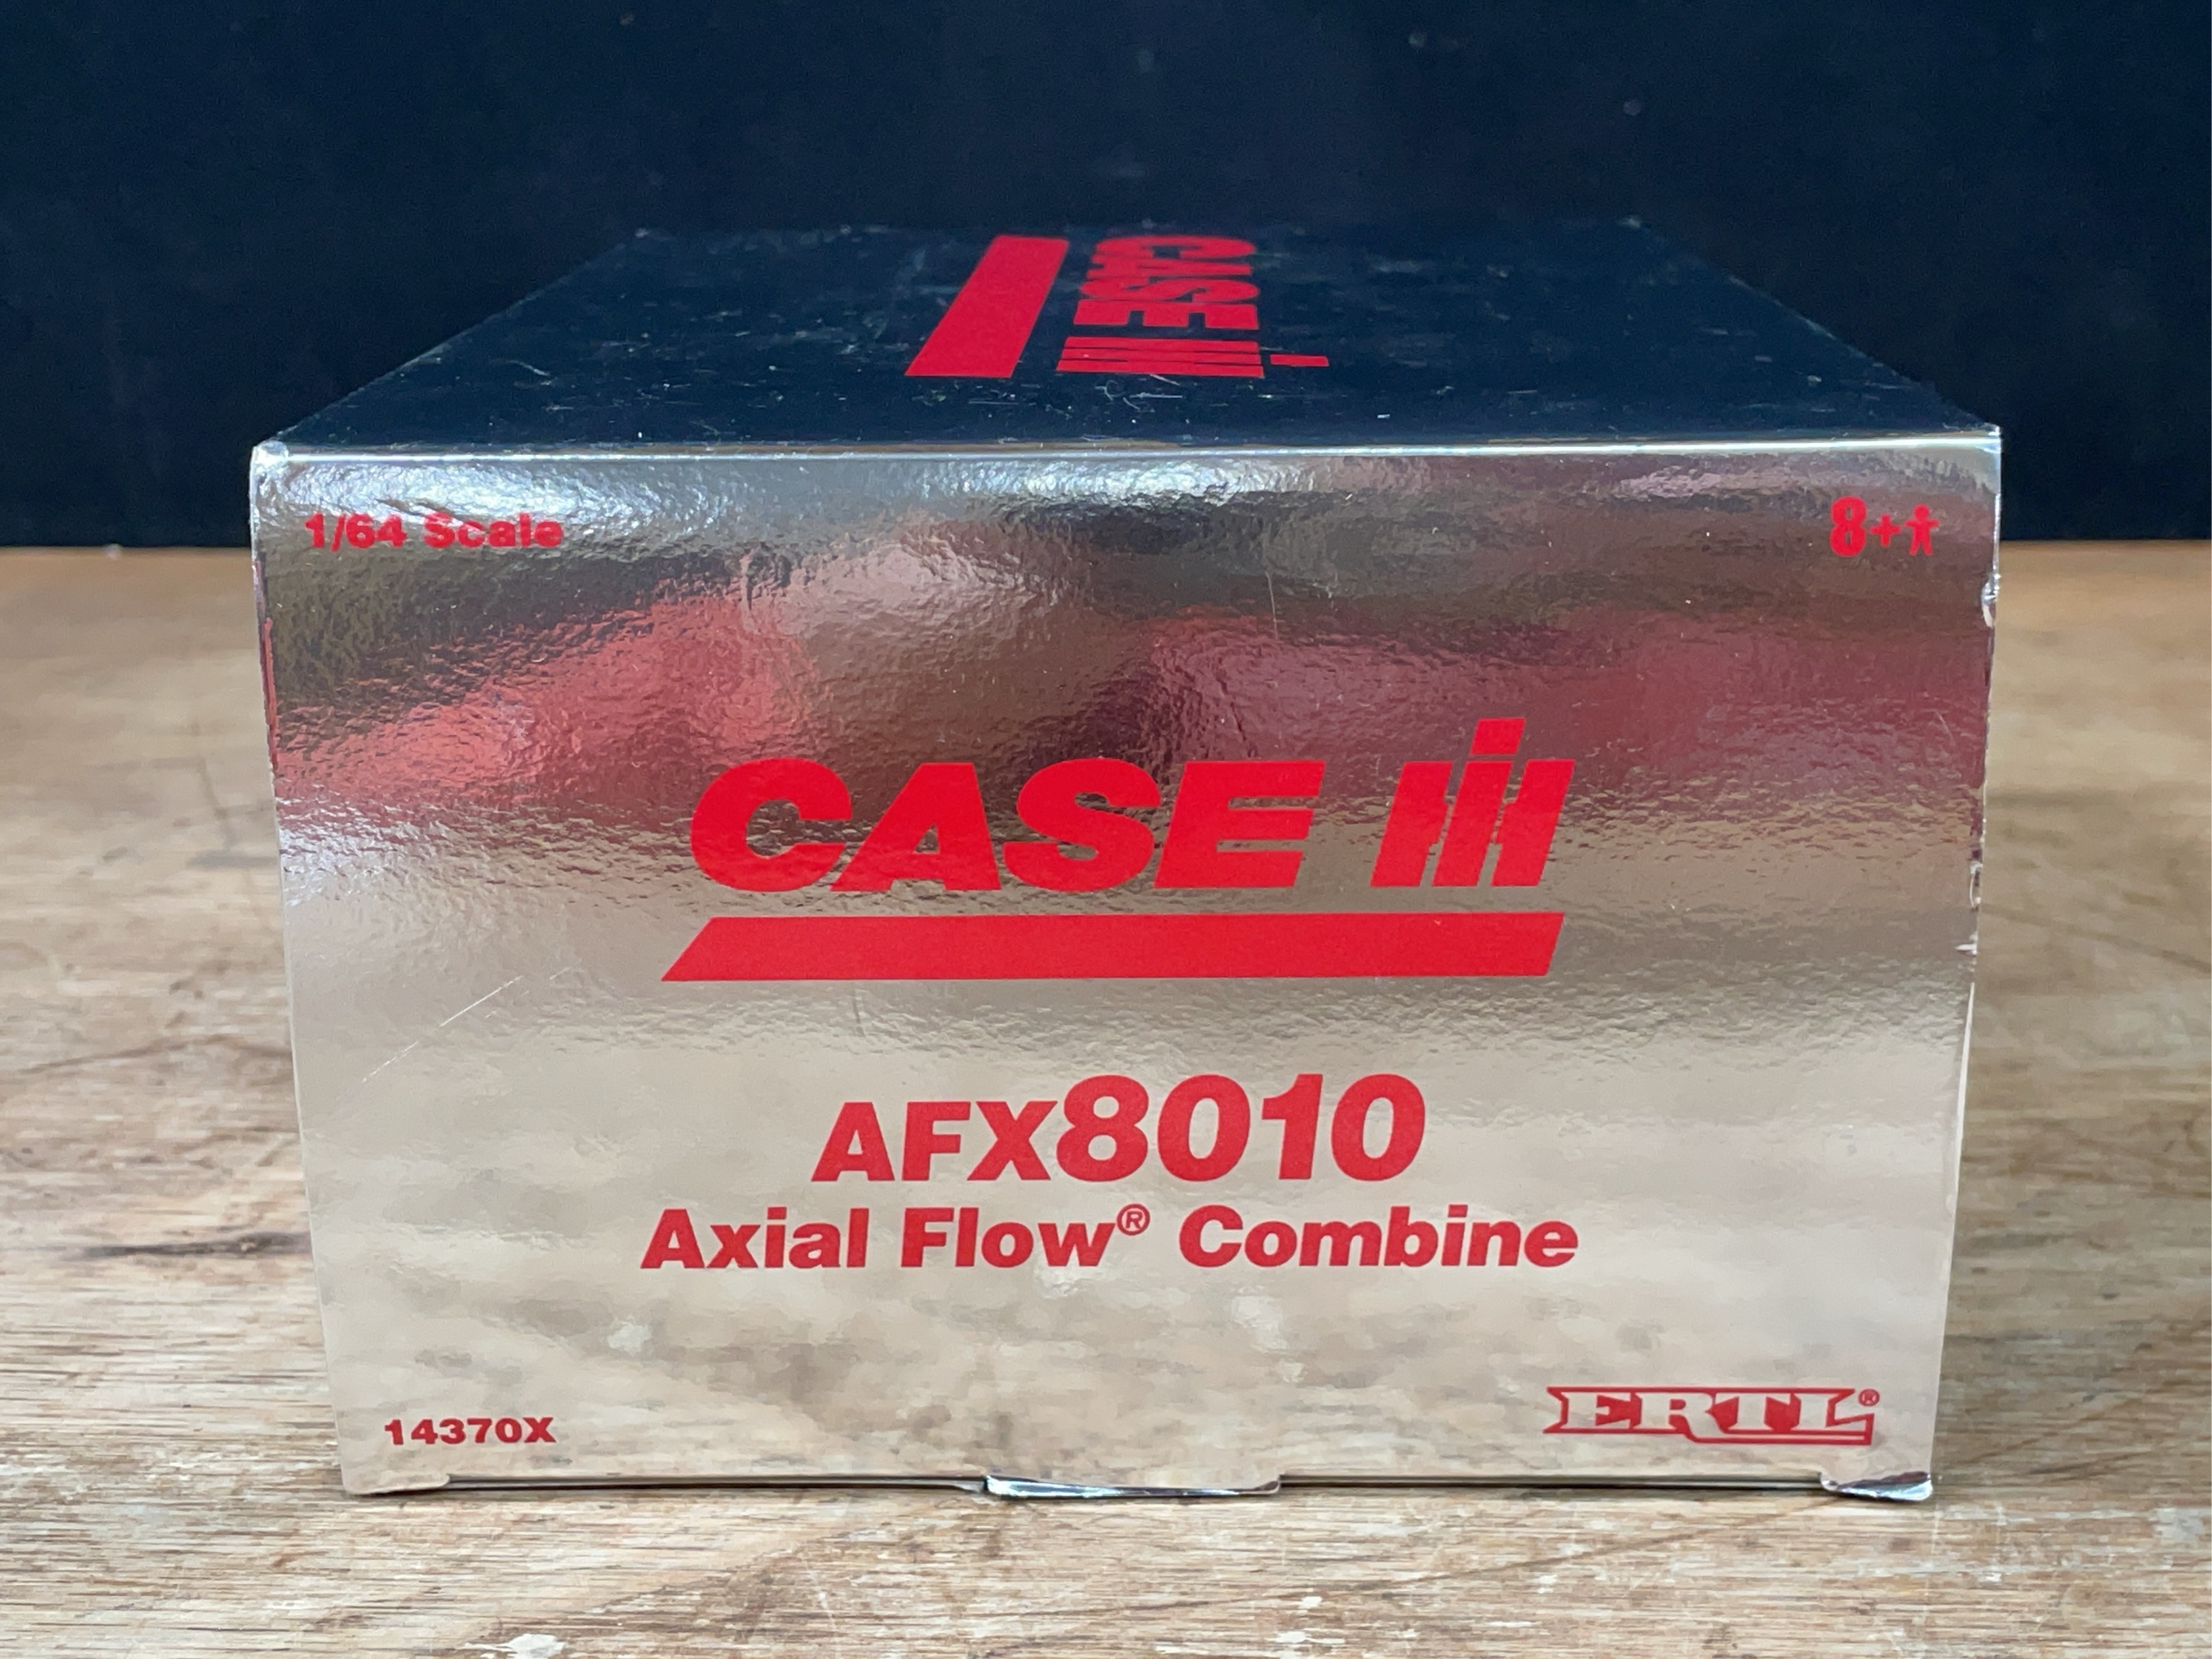 CASE IH
1/64 Scale
8+
CASE IH
AFX8010
Axial Flow® Combine
14370X
ERTL®